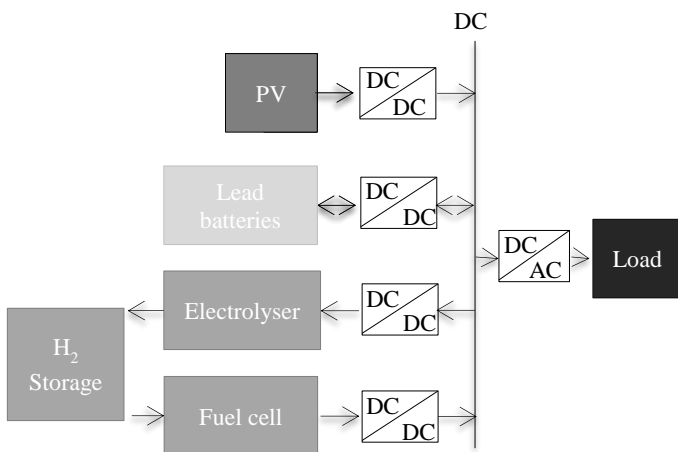 DC
PV
DC
DC
Lead
batteries
DC
DC
DC
AC
Load
Electrolyser
DC
DC
H₂
Storage
Fuel cell
DC
DC